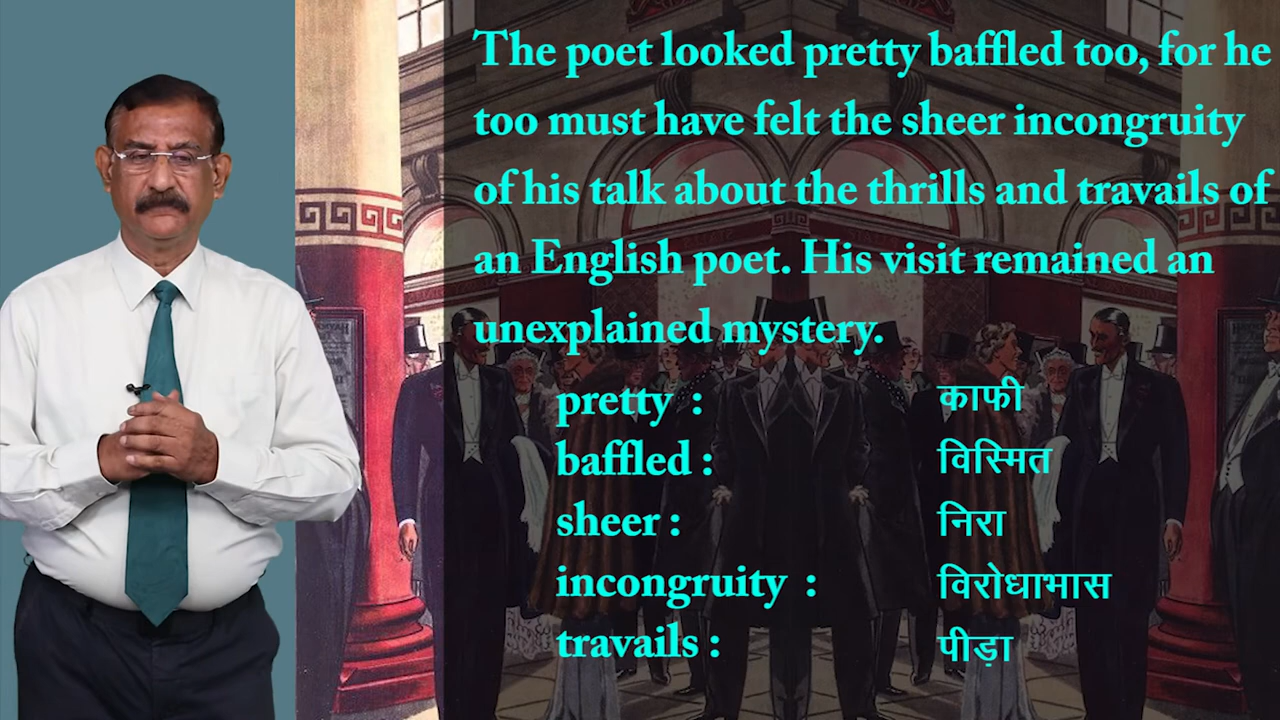 The poet looked pretty baffled too, for he
too must have felt the sheer incongruity
of his talk about the thrills and travails of
an English poet. His visit remained an
unexplained mystery.
pretty : काफी
baffled : विस्मित
sheer : निरा
incongruity : विरोधाभास
travails : पीड़ा